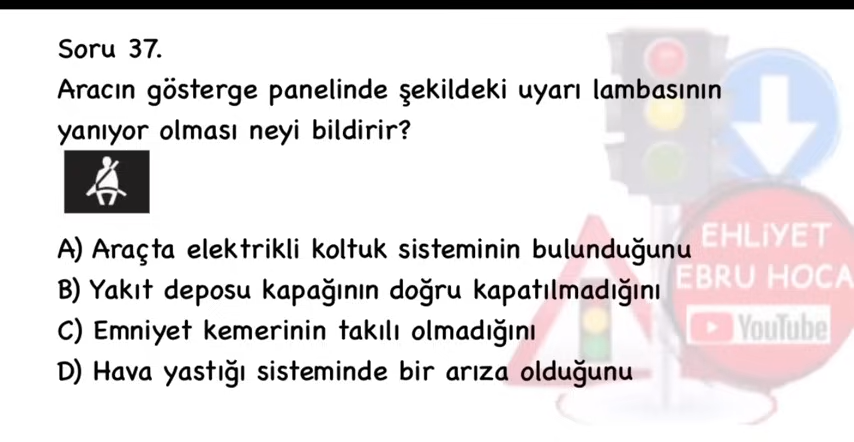 Soru 37.
Aracın gösterge panelinde şekildeki uyarı lambasının
yanıyor olması neyi bildirir?
A) Araçta elektrikli koltuk sisteminin bulunduğunu
B) Yakıt deposu kapağının doğru kapatılmadığını
C) Emniyet kemerinin takılı olmadığını
D) Hava yastığı sisteminde bir arıza olduğunu
EHLİYET
EBRU HOCA
YouTube